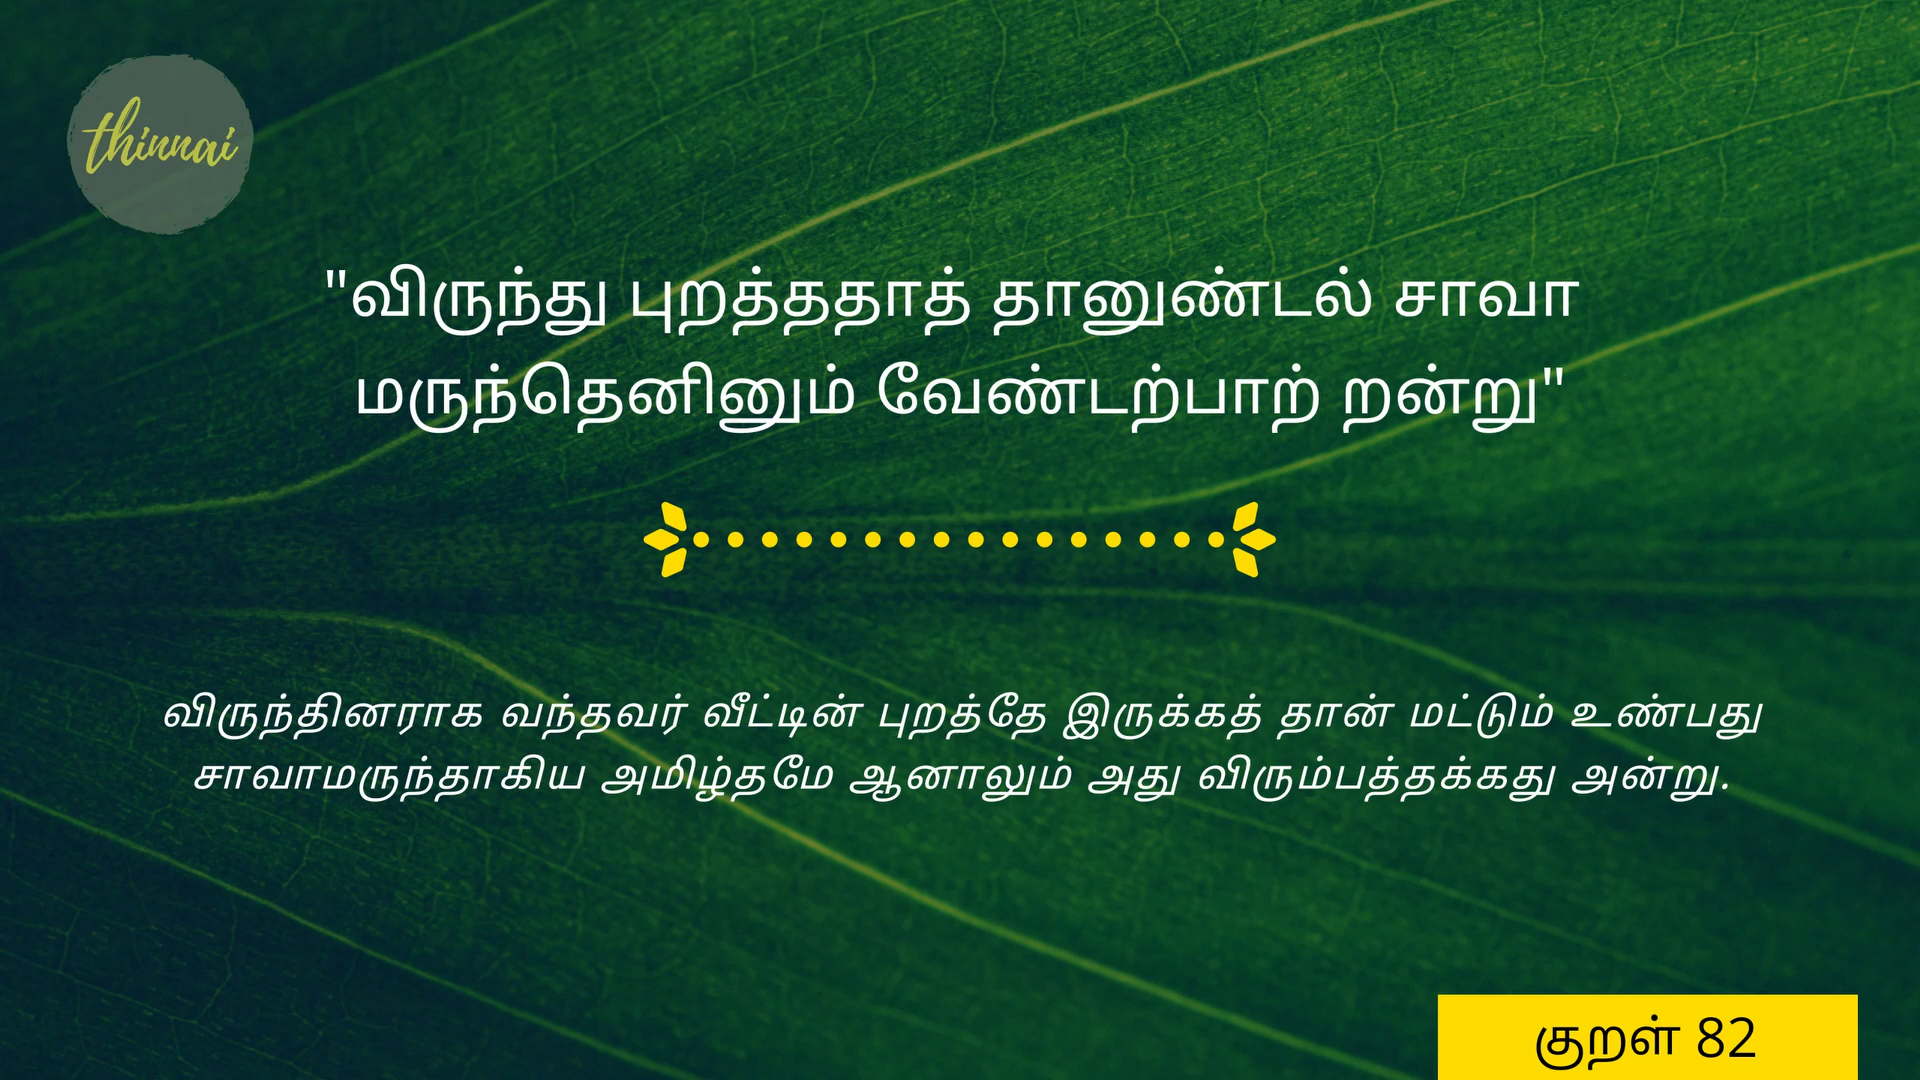 thinnai
"விருந்து புறத்ததாத் தானுண்டல் சாவா
மருந்தெனினும் வேண்டற்பாற் றன்று"
விருந்தினராக வந்தவர் வீட்டின் புறத்தே இருக்கத் தான் மட்டும் உண்பது
சாவாமருந்தாகிய அமிழ்தமே ஆனாலும் அது விரும்பத்தக்கது அன்று.
குறள் 82